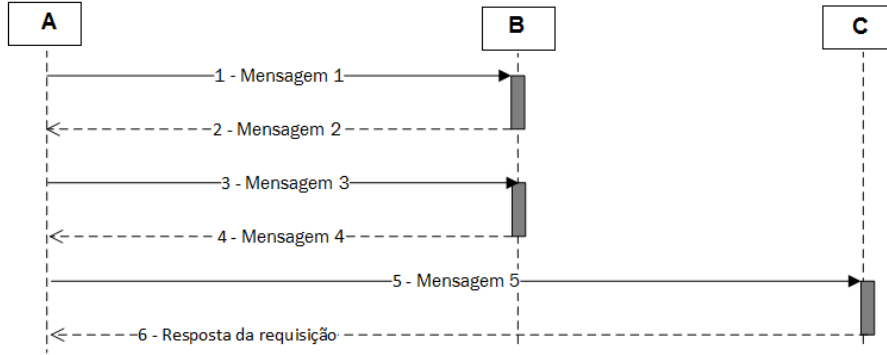 A
B
C
1 - Mensagem 1
2 - Mensagem 2
3 - Mensagem 3
4 - Mensagem 4
5 - Mensagem 5
6 - Resposta da requisição